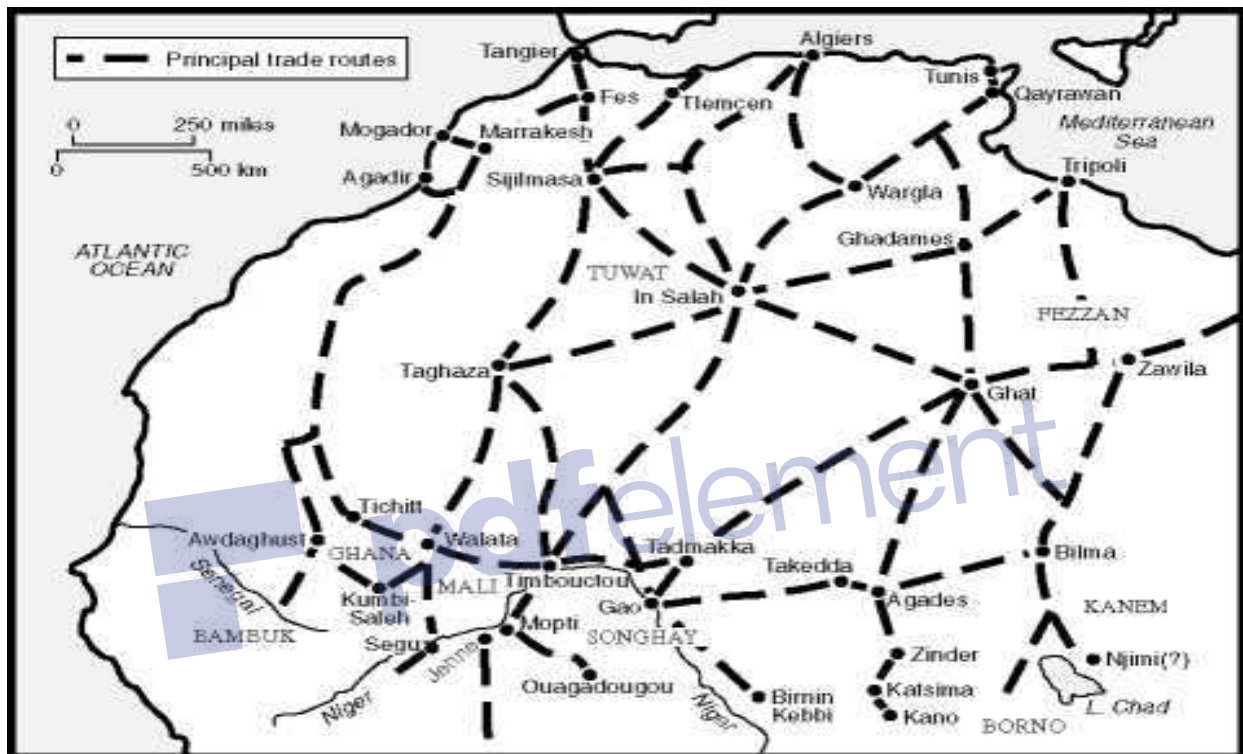 Principal trade routes
0 250 miles
0 500 km
Tangier
Algiers
Tunis
Qayrawan
Fes
Tlemcen
Mogador
Marrakesh
Mediterranean
Sea
Agadir
Sijilmasa
Wargla
Tripoli
ATLANTIC
OCEAN
Ghadames
TUWAT
In Salah
FEZZAN
Taghaza
Ghat
Zawila
pdfelement
Tichitt
Awdaghust
GHANA
Walata
Tadmakka
Bilma
Senegal
MALI
Timbouctou
Takedda
Kumbi-
Saleh
Gao
Agades
KANEM
BAMBUK
Segu
Jenne
Mopti
SONGHAY
Zinder
Njimi(?)
Ouagadougou
Birnin
Kebbi
Katsima
Kano
L. Chad
Niger
Niger
BORNO